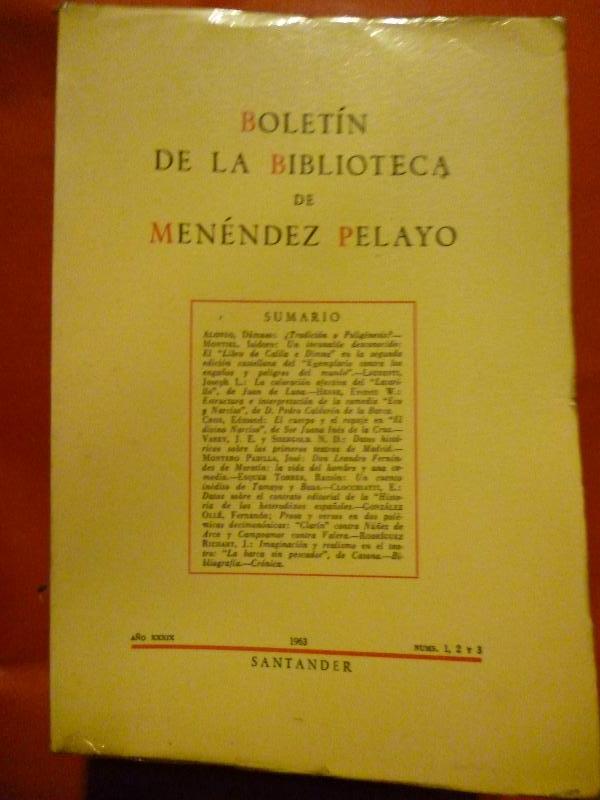 BOLETÍN
DE LA BIBLIOTECA
DE
MENÉNDEZ PELAYO
SUMARIO
ALONSO, Dámaso: ¿Tradición o Poligénesis?—
MONTIEL, Isidoro: Un incunable desconocido:
El "Libro de Calila e Dimna" en la segunda
edición castellana del "Exemplario contra los
engaños y peligros del mundo".—LAURENTI,
Joseph L.: La coloración afectiva del "Lazari-
llo", de Juan de Luna.—HESSE, Everett W.:
Estructura e interpretación de la comedia "Eco
y Narciso", de D. Pedro Calderón de la Barca.
CROS, Edmond: El cuerpo y el ropaje en "El
divino Narciso", de Sor Juana Inés de la Cruz.—
VAREY, J. E. y SHERGOLD N. D.: Datos histó-
ricos sobre los primeros teatros de Madrid.—
MONTERO PADILLA, José: Don Leandro Fernán-
dez de Moratín: la vida del hombre y una co-
media.—ESQUER TORRES, Ramón: Un cuento
inédito de Tamayo y Baus.—CLOCCHIATTI, E.:
Datos sobre el contrato editorial de la "Histo-
ria de los heterodoxos españoles.—GONZÁLEZ
OLLÉ, Fernando; Prosa y versos en dos polé-
micas decimonónicas: "Clarín" contra Núñez de
Arce y Campoamor contra Valera.—RODRÍGUEZ
RICHART, J.: Imaginación y realismo en el tea-
tro: "La barca sin pescador", de Casona.—Bi-
bliografía.—Crónica.
AÑO XXXIX 1963 NUMS. 1, 2 Y 3
SANTANDER